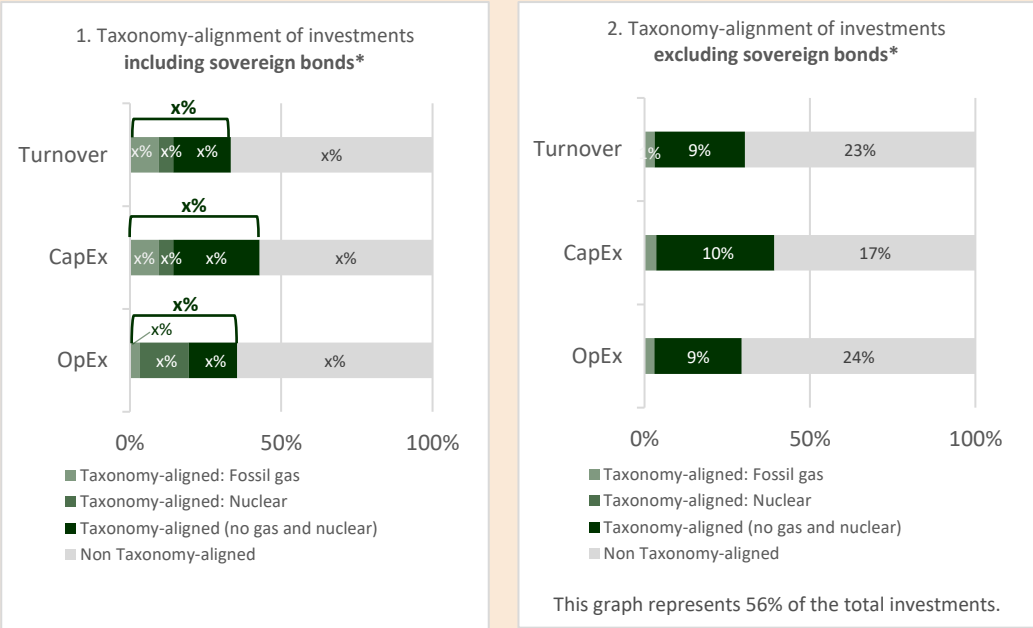 1. Taxonomy-alignment of investments
including sovereign bonds*
x%
Turnover
x% x% x% x%
x%
CapEx
x% x% x% x%
x%
x%
OpEx
x% x% x%
0% 50% 100%
Taxonomy-aligned: Fossil gas
Taxonomy-aligned: Nuclear
Taxonomy-aligned (no gas and nuclear)
Non Taxonomy-aligned
2. Taxonomy-alignment of investments
excluding sovereign bonds*
Turnover
1% 9% 23%
CapEx
10% 17%
OpEx
9% 24%
0% 50% 100%
Taxonomy-aligned: Fossil gas
Taxonomy-aligned: Nuclear
Taxonomy-aligned (no gas and nuclear)
Non Taxonomy-aligned
This graph represents 56% of the total investments.